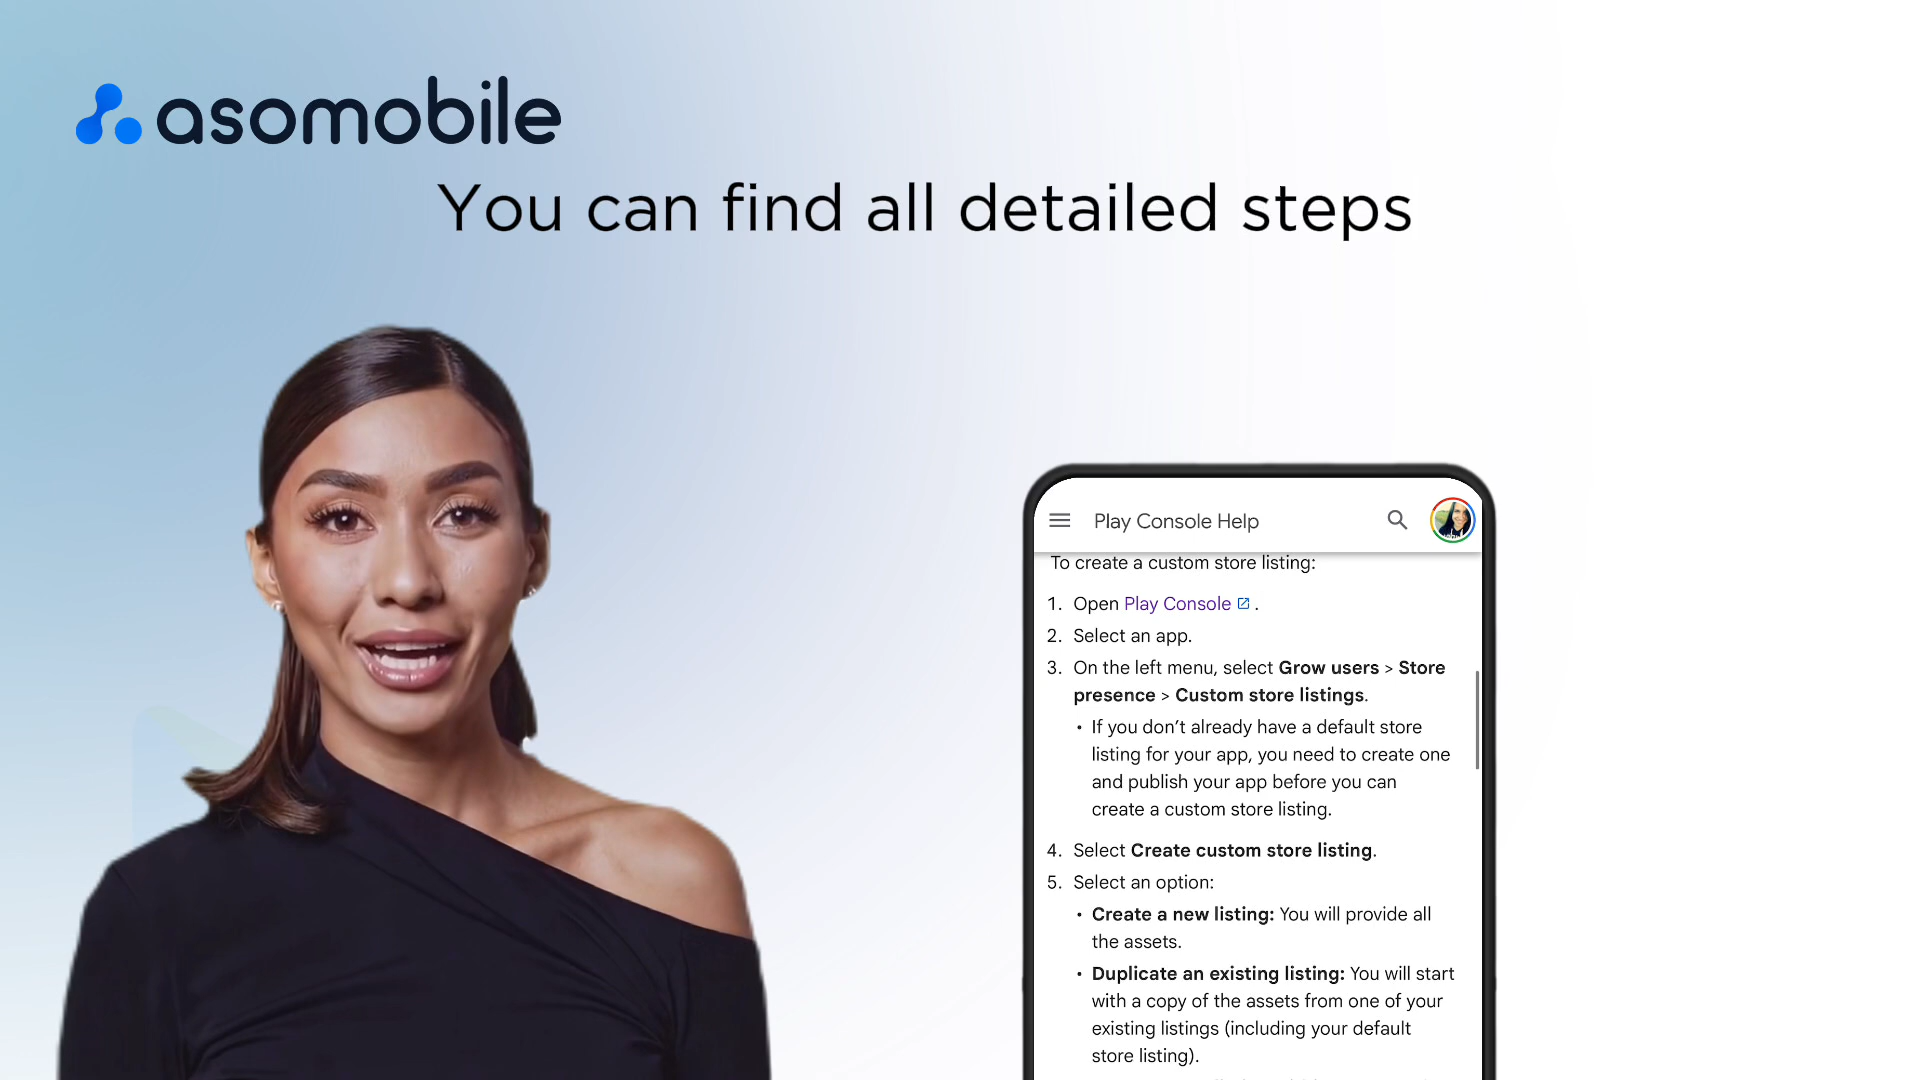 asomobile
You can find all detailed steps
Play Console Help
To create a custom store listing:
1. Open Play Console .
2. Select an app.
3. On the left menu, select Grow users > Store
presence > Custom store listings.
• If you don’t already have a default store
listing for your app, you need to create one
and publish your app before you can
create a custom store listing.
4. Select Create custom store listing.
5. Select an option:
• Create a new listing: You will provide all
the assets.
• Duplicate an existing listing: You will start
with a copy of the assets from one of your
existing listings (including your default
store listing).